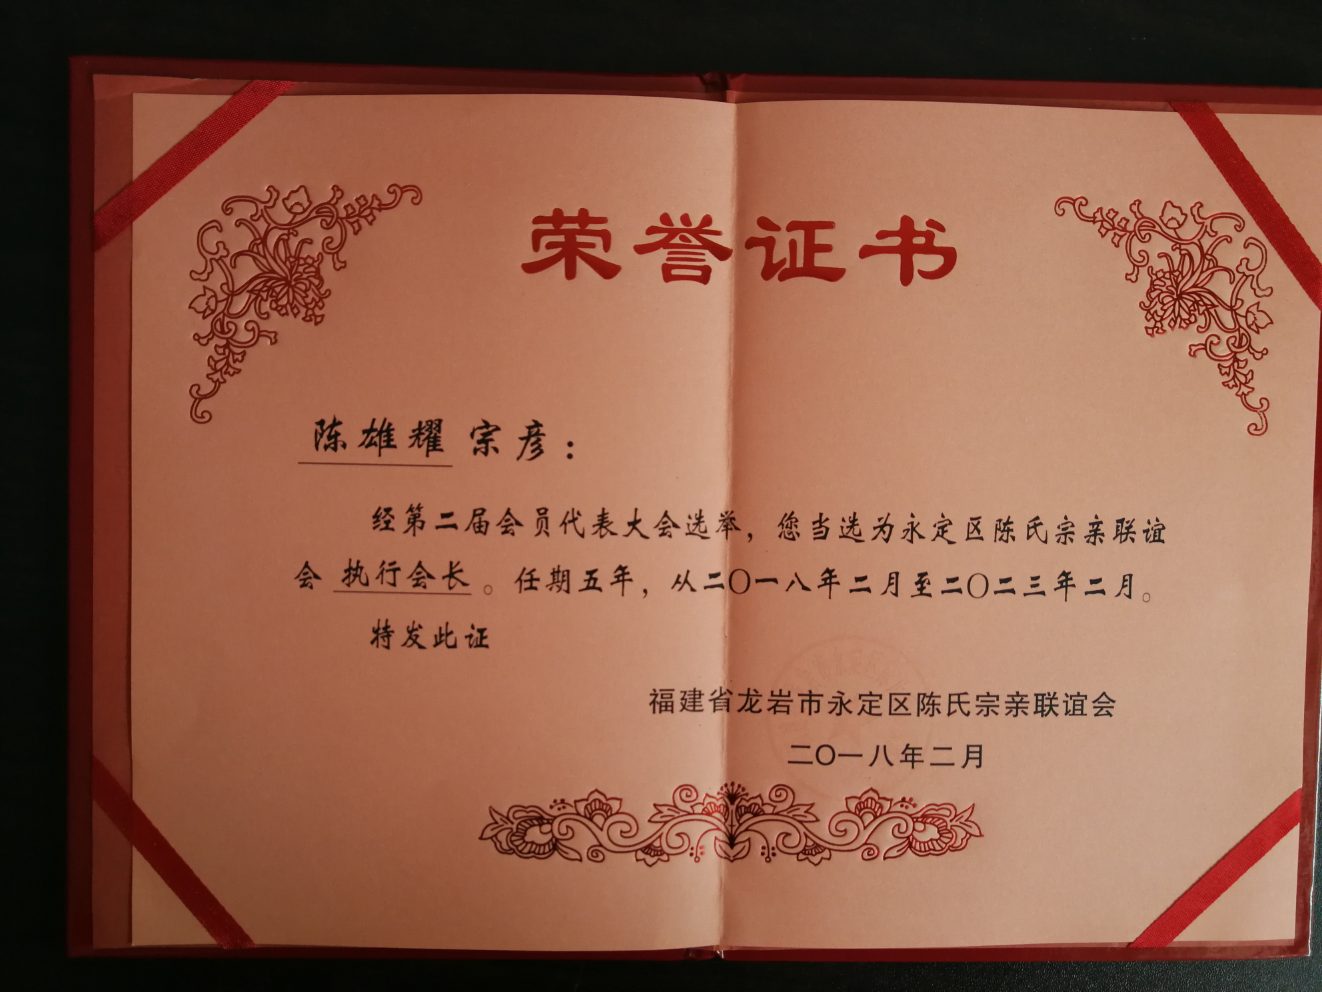 荣誉证书
陈雄耀 宗彦：
经第二届会员代表大会选举，您当选为永定区陈氏宗亲联谊
会 执行会长 。任期五年，从二〇一八年二月至二〇二三年二月。
特发此证
福建省龙岩市永定区陈氏宗亲联谊会
二〇一八年二月